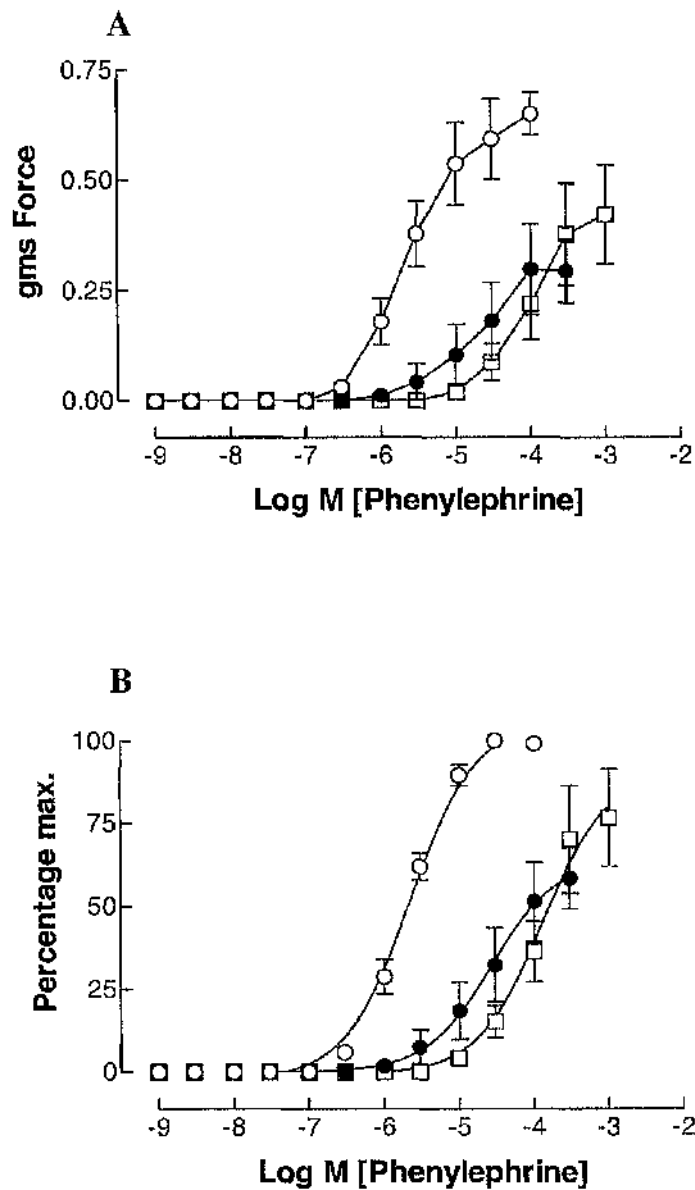 A
0.75
0.50
0.25
0.00
gms Force
-9 -8 -7 -6 -5 -4 -3 -2
Log M [Phenylephrine]
B
100
75
50
25
0
Percentage max.
-9 -8 -7 -6 -5 -4 -3 -2
Log M [Phenylephrine]